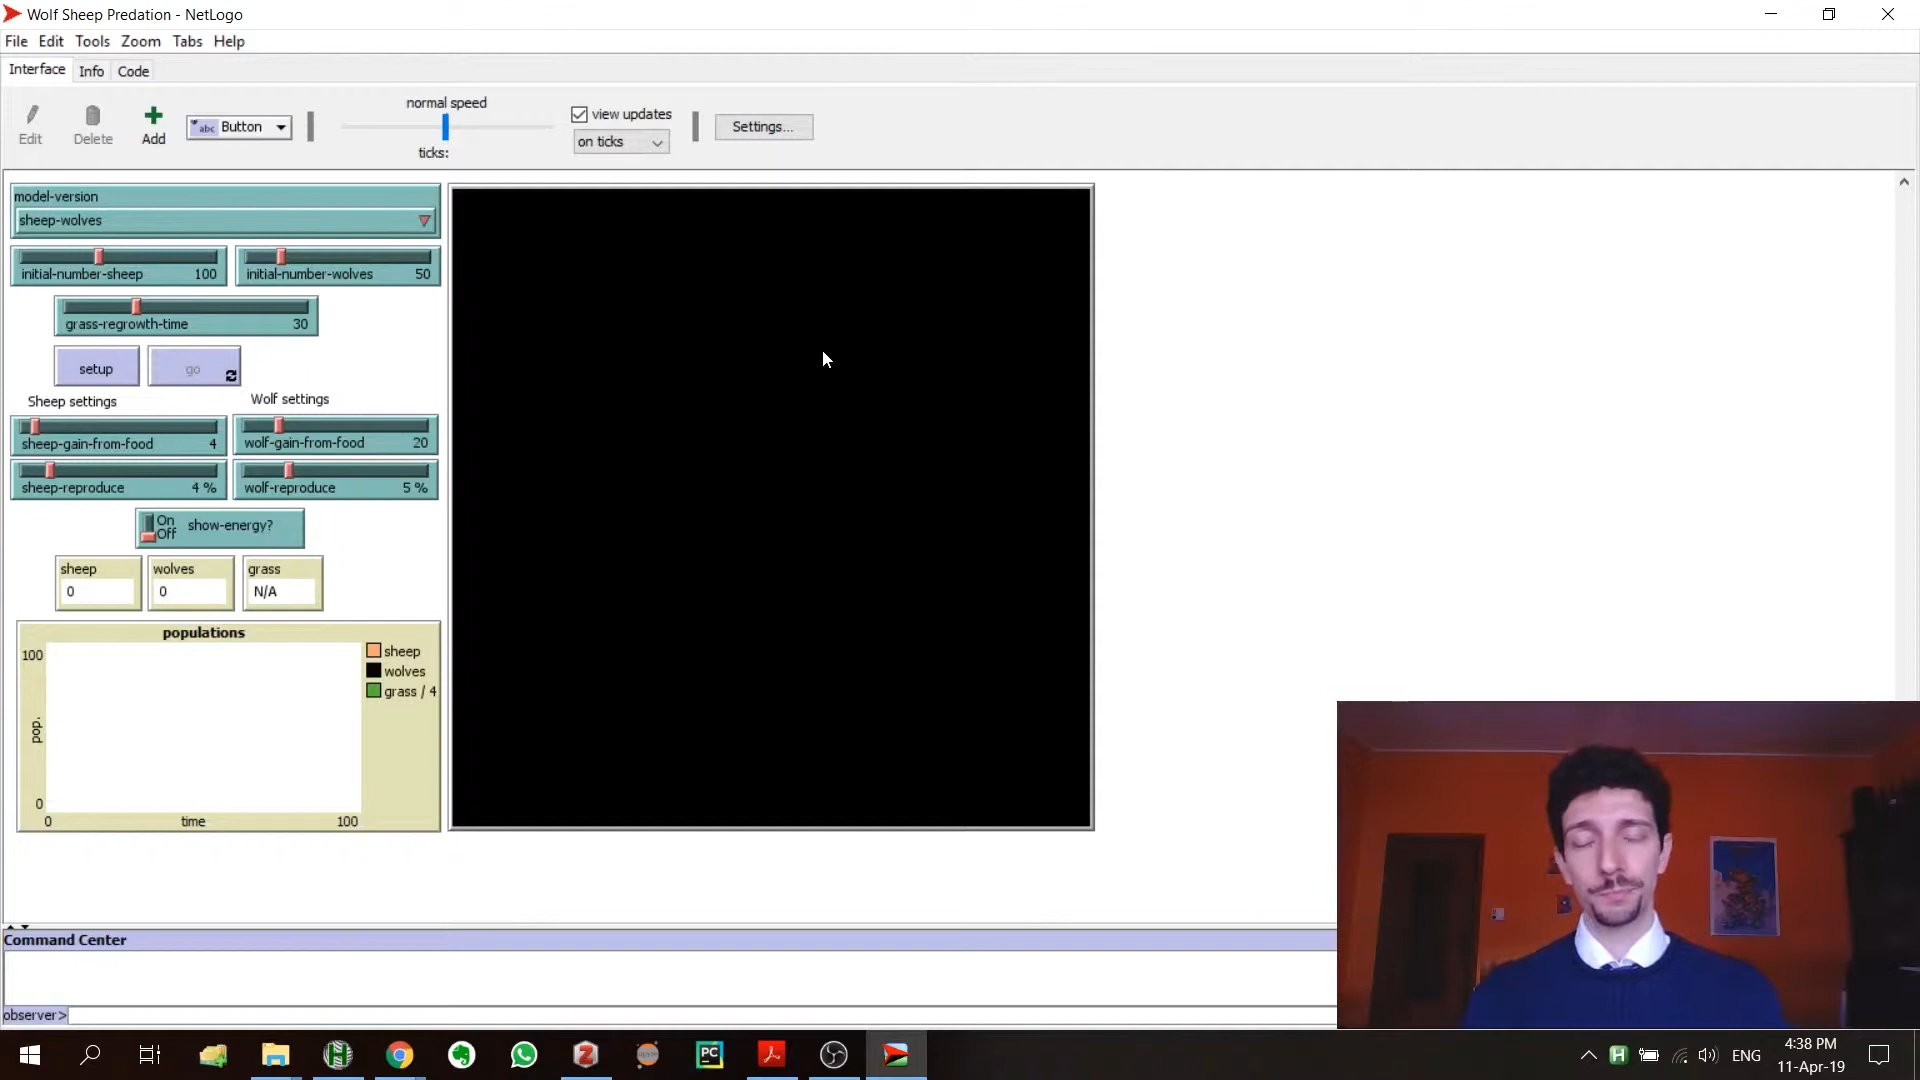 Wolf Sheep Predation - NetLogo
File Edit Tools Zoom Tabs Help
Interface Info Code
Edit Delete Add abc Button
normal speed
ticks:
view updates
on ticks
Settings...
model-version
sheep-wolves
initial-number-sheep 100
initial-number-wolves 50
grass-regrowth-time 30
setup go
Sheep settings Wolf settings
sheep-gain-from-food 4
wolf-gain-from-food 20
sheep-reproduce 4 %
wolf-reproduce 5 %
On
Off
show-energy?
sheep wolves grass
0 0 N/A
populations
100
pop.
0
0 time 100
sheep
wolves
grass / 4
Command Center
observer>
PC
H
ENG
4:38 PM
11-Apr-19